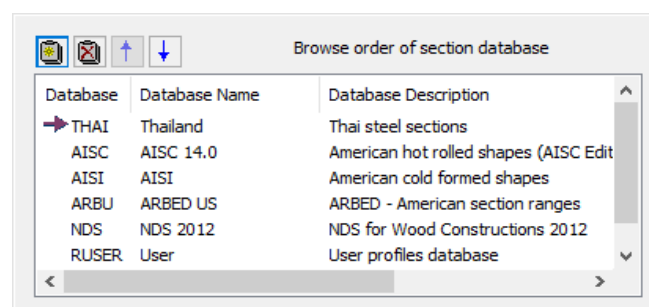 Browse order of section database
Database Database Name Database Description
THAI Thailand Thai steel sections
AISC AISC 14.0 American hot rolled shapes (AISC Edit
AISI AISI American cold formed shapes
ARBU ARBED US ARBED - American section ranges
NDS NDS 2012 NDS for Wood Constructions 2012
RUSER User User profiles database